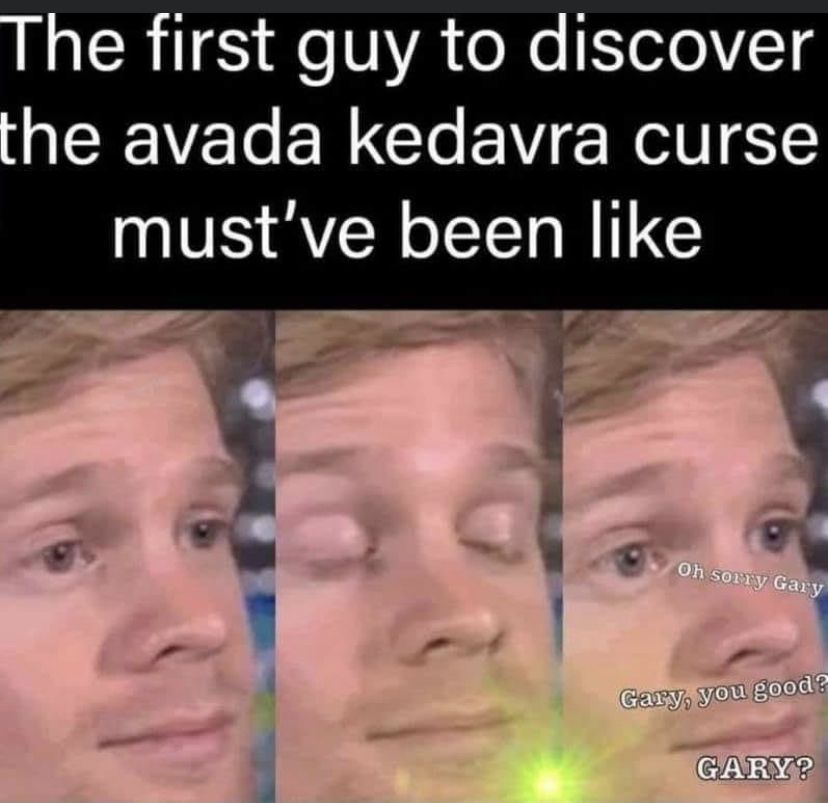 The first guy to discover
the avada kedavra curse
must've been like
Oh sorry Gary
Gary, you good?
GARY?